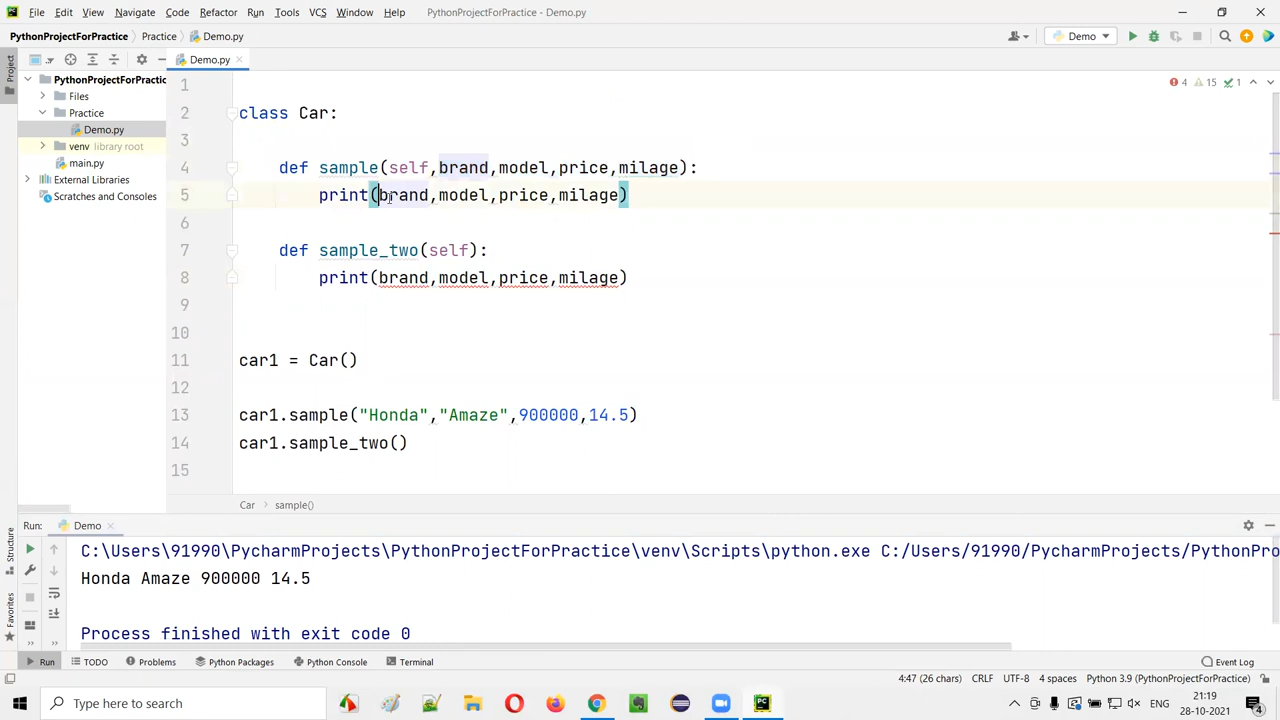 File Edit View Navigate Code Refactor Run Tools VCS Window Help PythonProjectForPractice - Demo.py
PythonProjectForPractice Practice Demo.py Demo
Project
Demo.py
PythonProjectForPractic
Files
Practice
Demo.py
venv library root
main.py
External Libraries
Scratches and Consoles
4 15 1
1
2 class Car:
3
4 def sample(self,brand,model,price,milage):
5 print(brand,model,price,milage)
6
7 def sample_two(self):
8 print(brand,model,price,milage)
9
10
11 car1 = Car()
12
13 car1.sample("Honda","Amaze",900000,14.5)
14 car1.sample_two()
15
Car sample()
Structure
Favorites
Run: Demo
C:\Users\91990\PycharmProjects\PythonProjectForPractice\venv\Scripts\python.exe C:/Users/91990/PycharmProjects/PythonPro
Honda Amaze 900000 14.5
Process finished with exit code 0
Run TODO Problems Python Packages Python Console Terminal Event Log
4:47 (26 chars) CRLF UTF-8 4 spaces Python 3.9 (PythonProjectForPractice)
Type here to search
ENG
21:19
28-10-2021
4